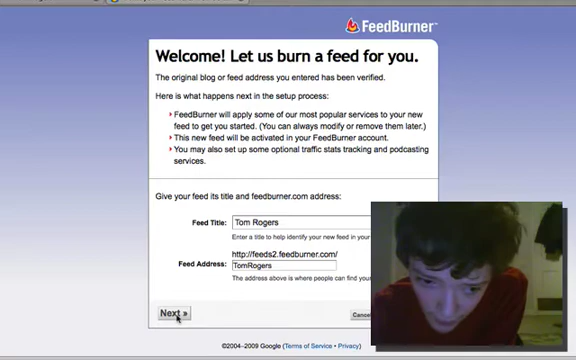 FeedBurner™
Welcome! Let us burn a feed for you.
The original blog or feed address you entered has been verified.
Here is what happens next in the setup process:
FeedBurner will apply some of our most popular services to your new
feed to get you started. (You can always modify or remove them later.)
This new feed will be activated in your FeedBurner account.
You may also set up some optional traffic stats tracking and podcasting
services.
Give your feed its title and feedburner.com address:
Feed Title: Tom Rogers
Enter a title to help identify your new feed in your
http://feeds2.feedburner.com/
Feed Address: TomRogers
The address above is where people can find your
Next »
©2004–2009 Google (Terms of Service • Privacy)